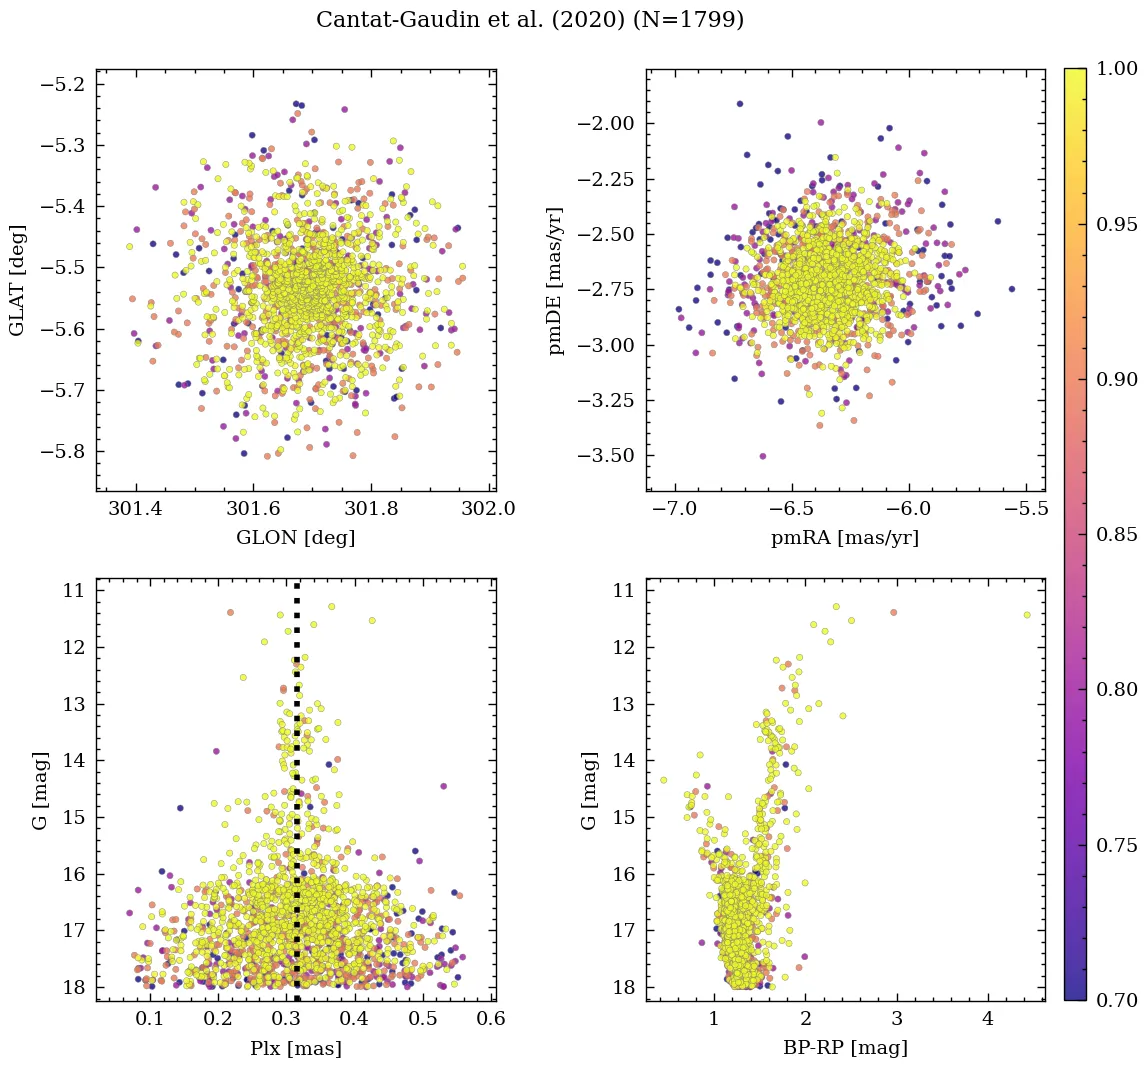 Cantat-Gaudin et al. (2020) (N=1799)
−5.2
−5.3
−5.4
−5.5
−5.6
−5.7
−5.8
GLAT [deg]
301.4 301.6 301.8 302.0
GLON [deg]
−2.00
−2.25
−2.50
−2.75
−3.00
−3.25
−3.50
pmDE [mas/yr]
−7.0 −6.5 −6.0 −5.5
pmRA [mas/yr]
11
12
13
14
15
16
17
18
G [mag]
0.1 0.2 0.3 0.4 0.5 0.6
Plx [mas]
11
12
13
14
15
16
17
18
G [mag]
1 2 3 4
BP-RP [mag]
1.00
0.95
0.90
0.85
0.80
0.75
0.70